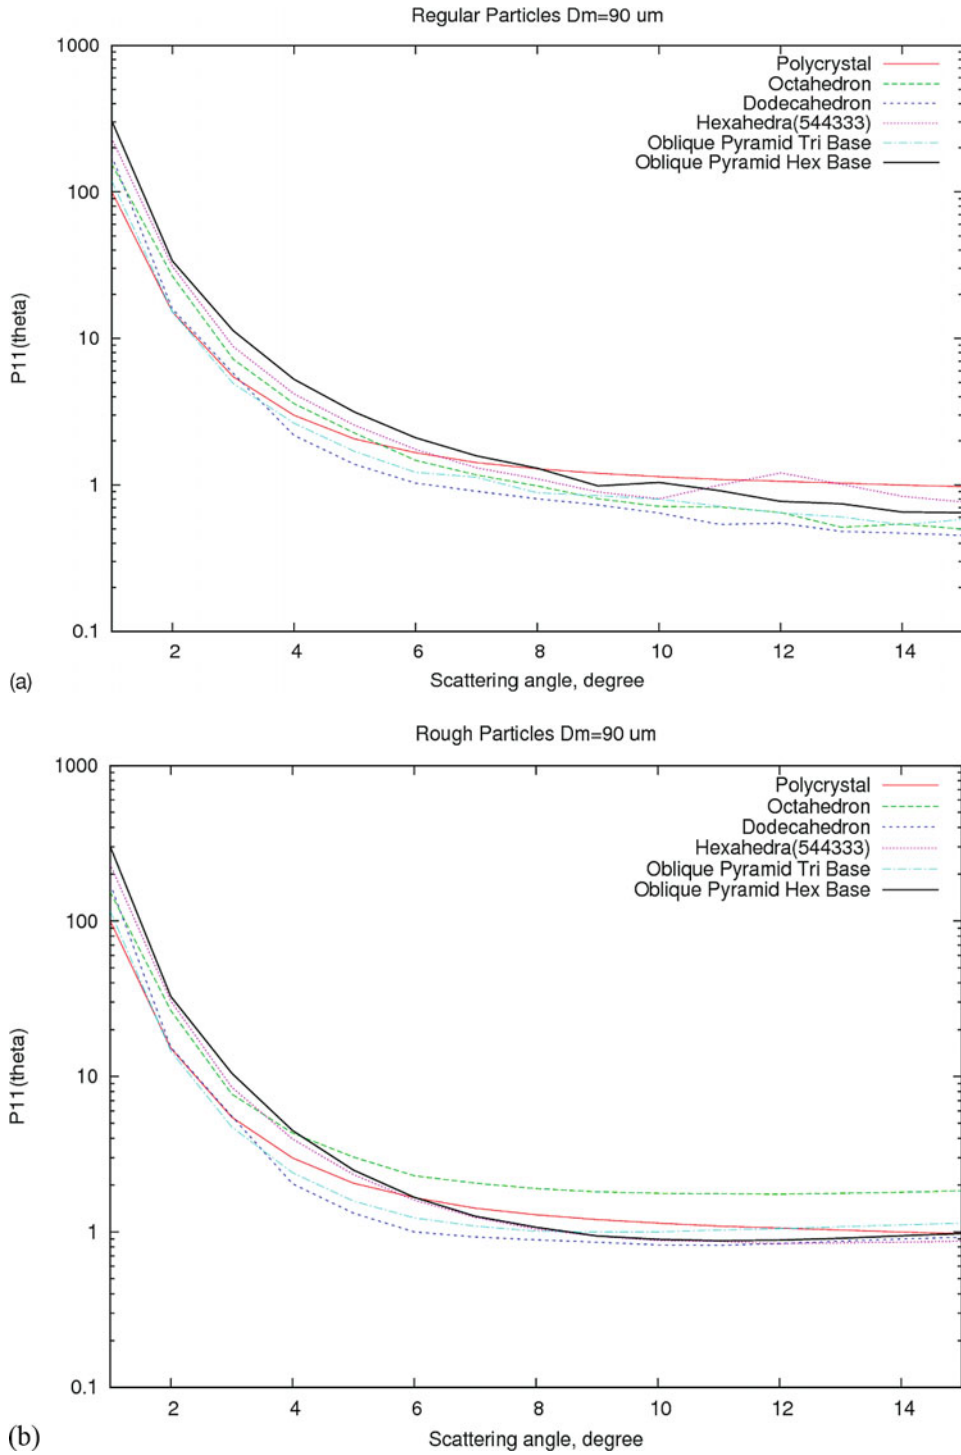 Regular Particles Dm=90 um
1000
100
10
1
0.1
P11(theta)
Polycrystal
Octahedron
Dodecahedron
Hexahedra(544333)
Oblique Pyramid Tri Base
Oblique Pyramid Hex Base
2 4 6 8 10 12 14
Scattering angle, degree
(a)
Rough Particles Dm=90 um
1000
100
10
1
0.1
P11(theta)
Polycrystal
Octahedron
Dodecahedron
Hexahedra(544333)
Oblique Pyramid Tri Base
Oblique Pyramid Hex Base
2 4 6 8 10 12 14
Scattering angle, degree
(b)